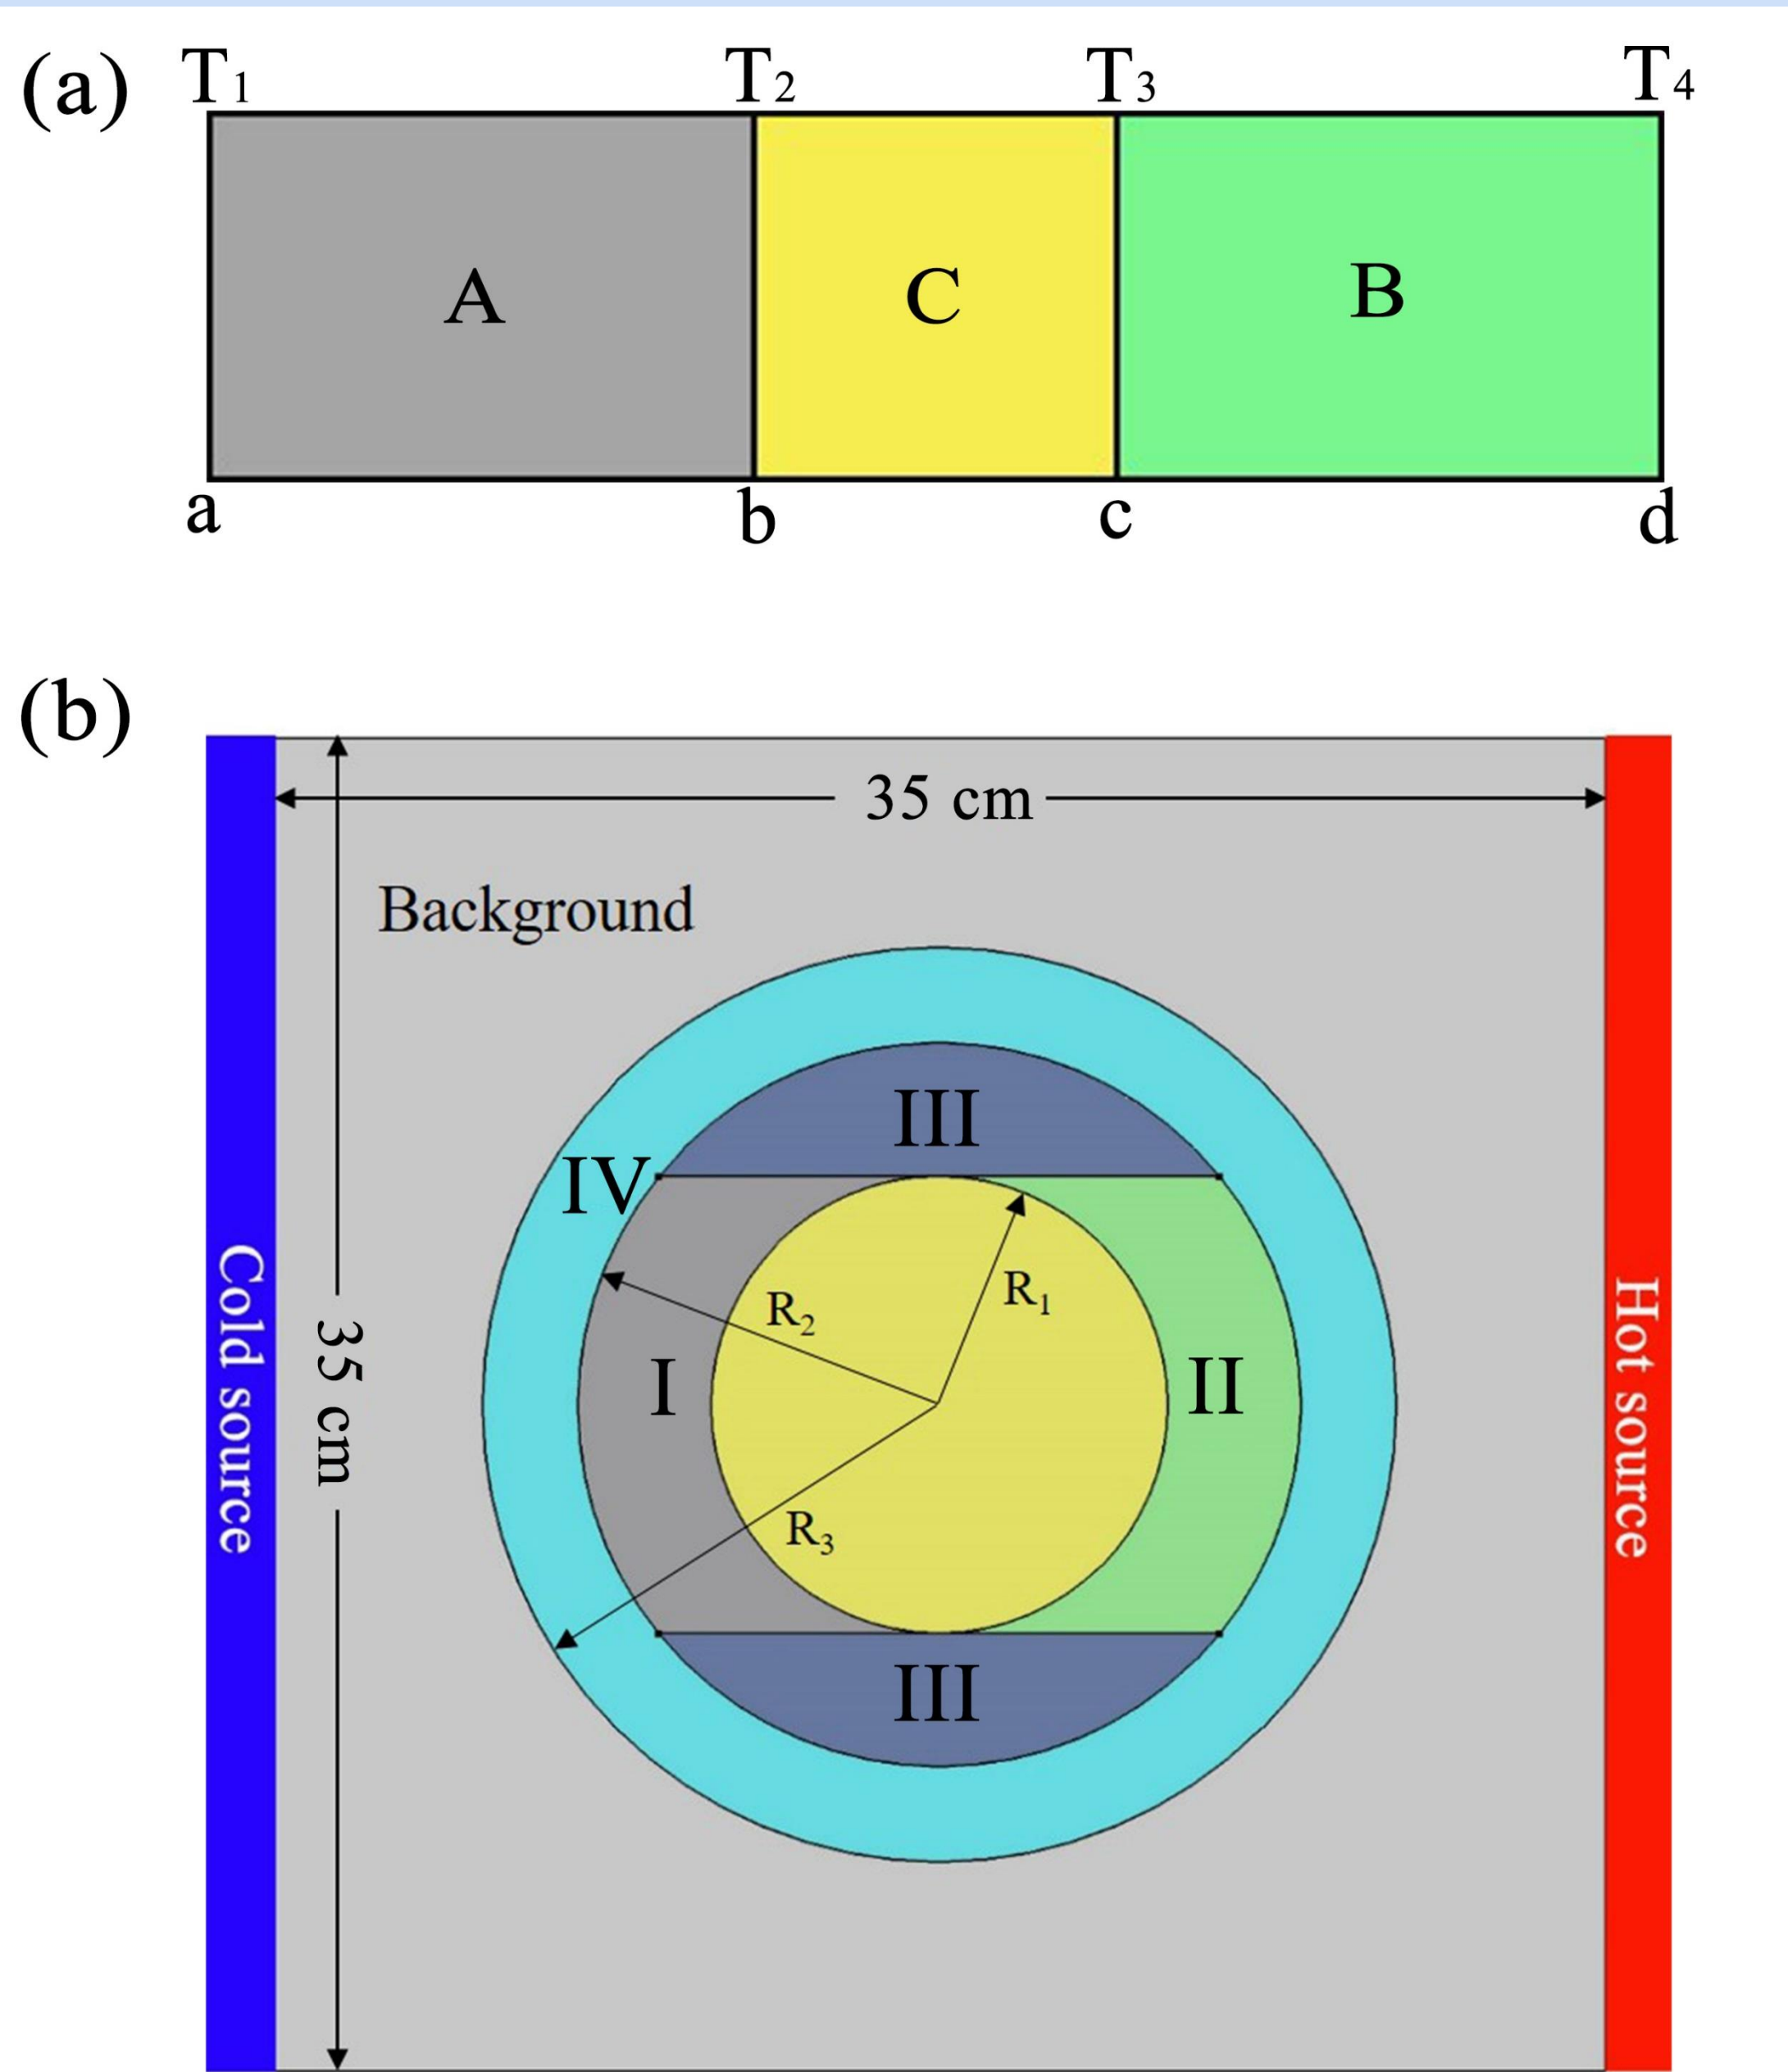 (a)
T1 T2 T3 T4
A C B
a b c d
(b)
35 cm
Background
III
IV
R1
R2
I II
R3
III
Cold source
35 cm
Hot source